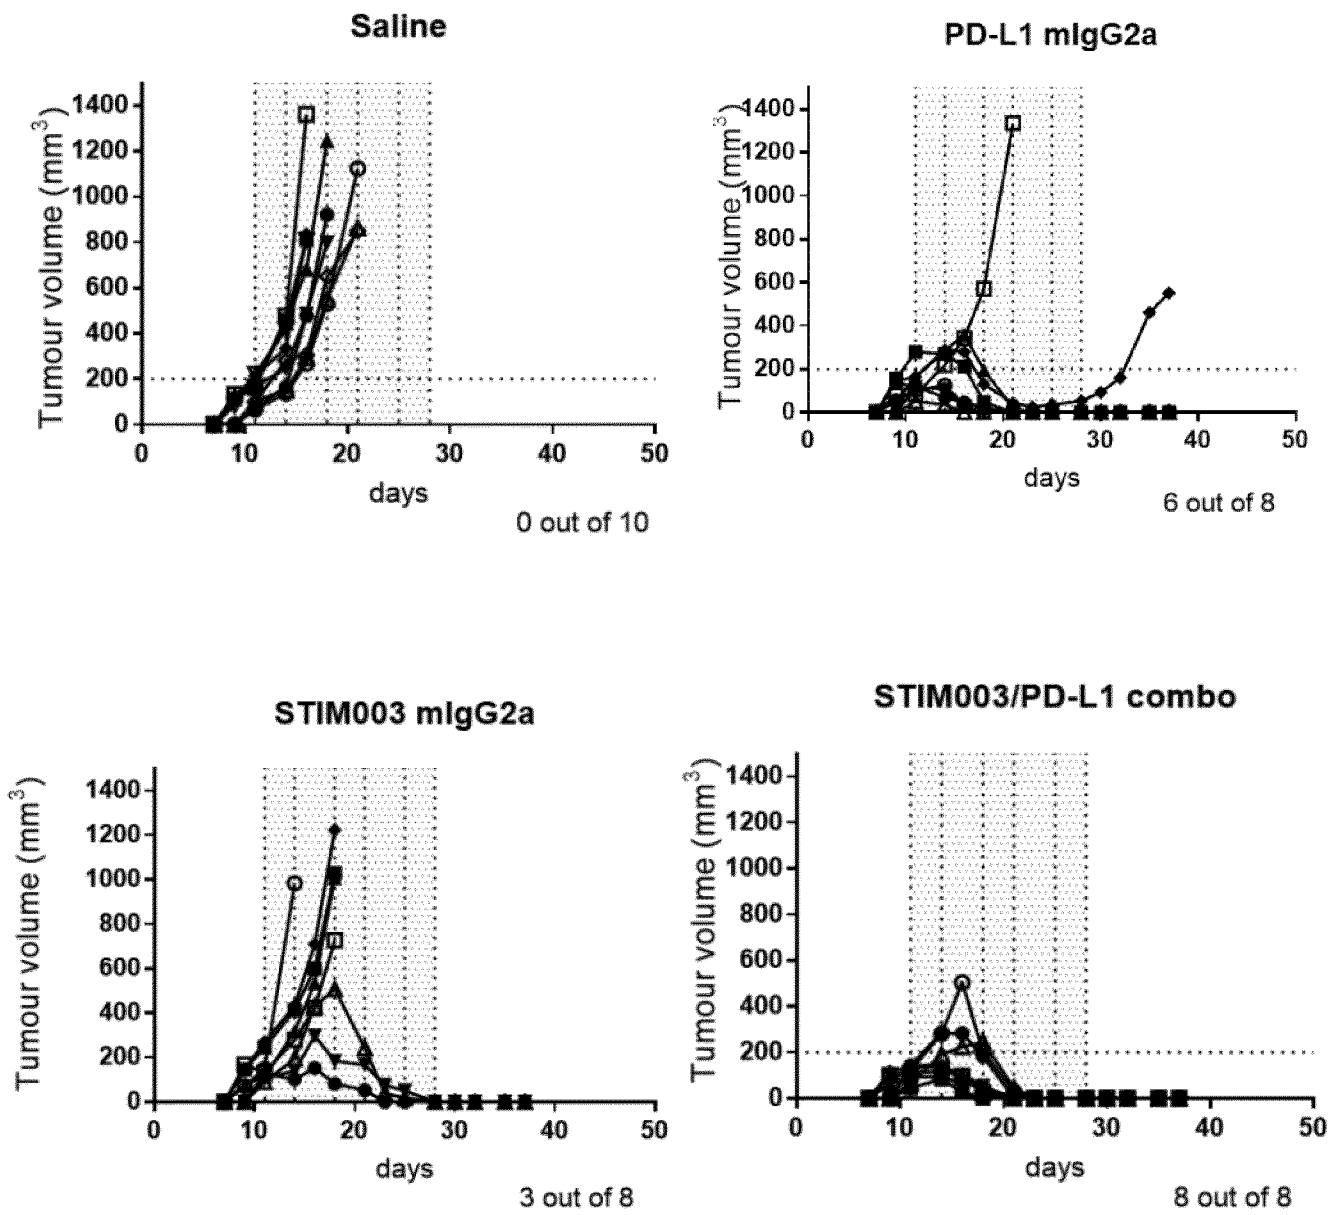 Saline
Tumour volume (mm³)
1400
1200
1000
800
600
400
200
0
0 10 20 30 40 50
days
0 out of 10
PD-L1 mIgG2a
Tumour volume (mm³)
1400
1200
1000
800
600
400
200
0
0 10 20 30 40 50
days
6 out of 8
STIM003 mIgG2a
Tumour volume (mm³)
1400
1200
1000
800
600
400
200
0
0 10 20 30 40 50
days
3 out of 8
STIM003/PD-L1 combo
Tumour volume (mm³)
1400
1200
1000
800
600
400
200
0
0 10 20 30 40 50
days
8 out of 8